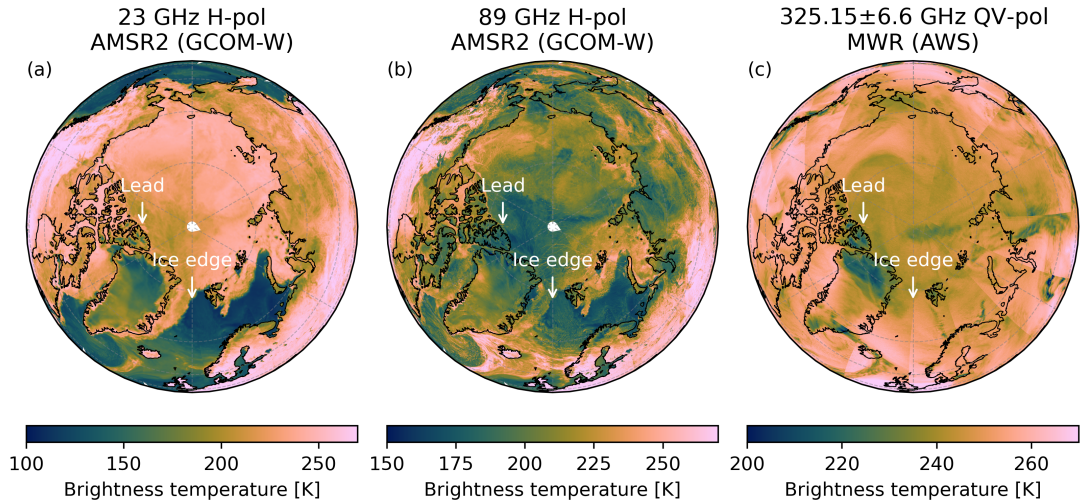 23 GHz H-pol
AMSR2 (GCOM-W)
89 GHz H-pol
AMSR2 (GCOM-W)
325.15±6.6 GHz QV-pol
MWR (AWS)
(a)
(b)
(c)
Lead
Lead
Lead
Ice edge
Ice edge
Ice edge
100 150 200 250
150 175 200 225 250
200 220 240 260
Brightness temperature [K]
Brightness temperature [K]
Brightness temperature [K]